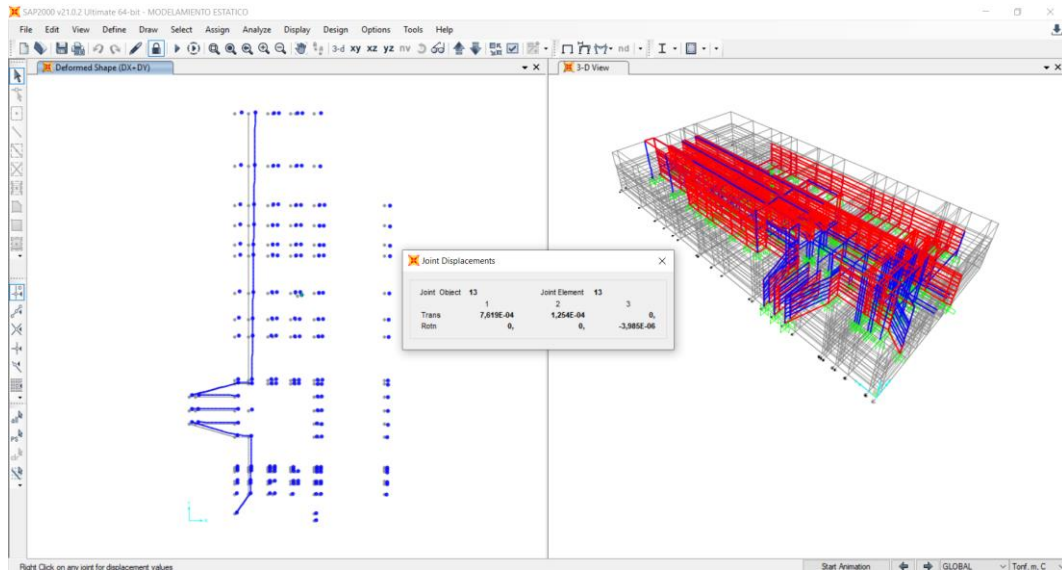 SAP2000 v21.0.2 Ultimate 64-bit - MODELAMIENTO ESTATICO
File Edit View Define Draw Select Assign Analyze Display Design Options Tools Help
3-d xy xz yz nv nd
Deformed Shape (DX+DY)
3-D View
Joint Displacements
Joint Object 13 Joint Element 13
1 2 3
Trans 7,619E-04 1,254E-04 0,
Rotn 0, 0, -3,985E-06
all
PS
Right Click on any joint for displacement values
Start Animation GLOBAL Tonf, m, C